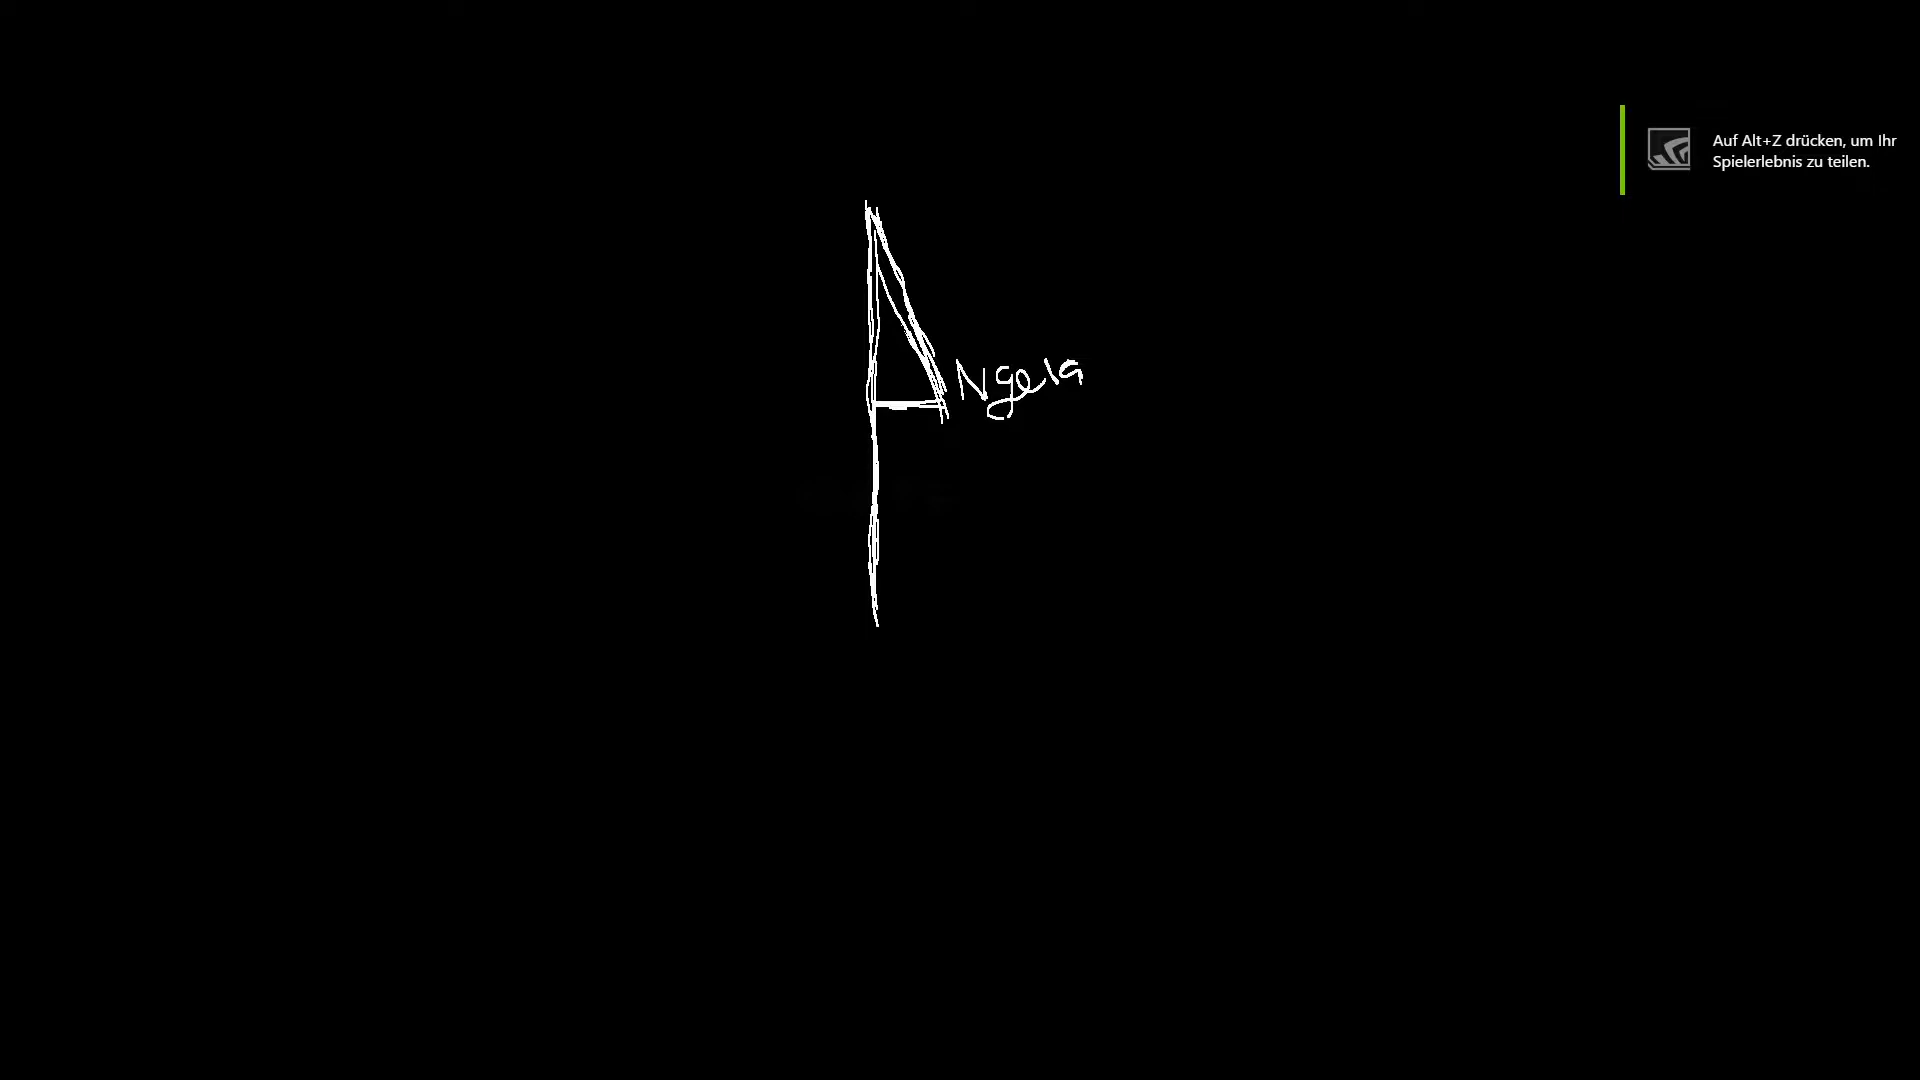 Auf Alt+Z drücken, um Ihr
Spielerlebnis zu teilen.
ANgela